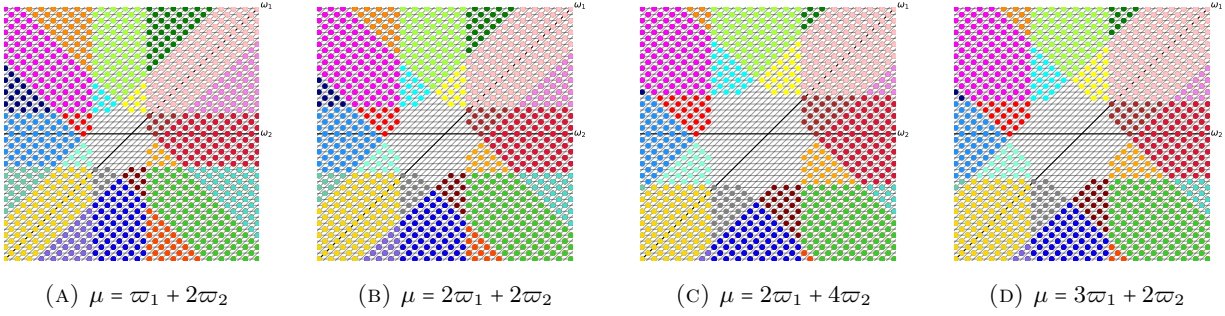 ω₁ ω₁ ω₁ ω₁
ω₂ ω₂ ω₂ ω₂
(A) μ = ϖ₁ + 2ϖ₂ (B) μ = 2ϖ₁ + 2ϖ₂ (C) μ = 2ϖ₁ + 4ϖ₂ (D) μ = 3ϖ₁ + 2ϖ₂